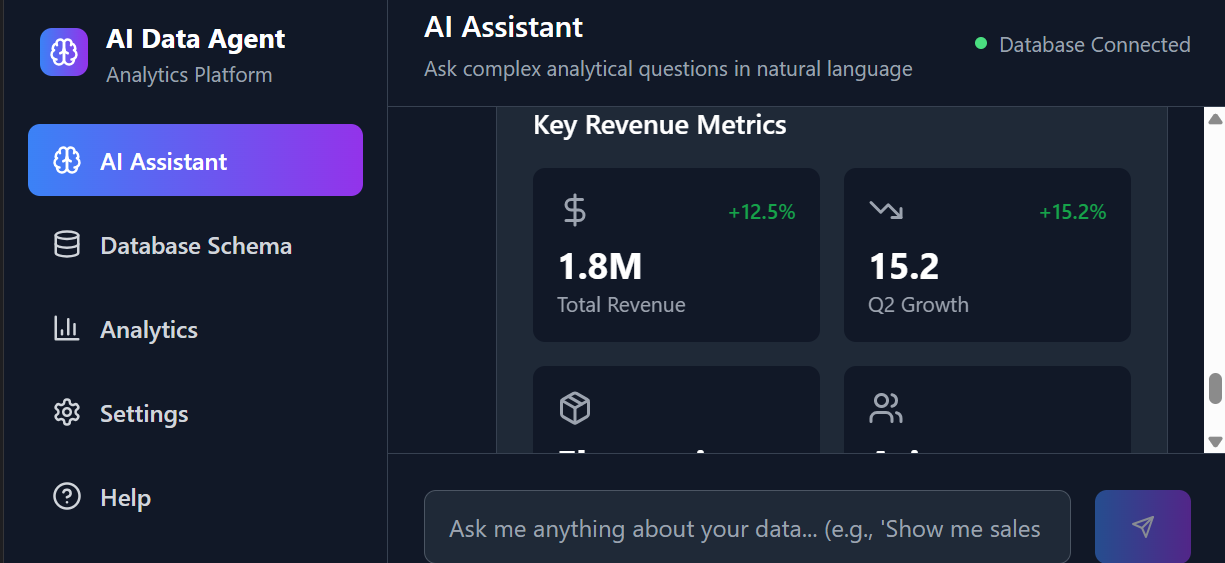 AI Data Agent
Analytics Platform
AI Assistant
Database Schema
Analytics
Settings
Help
AI Assistant
Ask complex analytical questions in natural language
Database Connected
Key Revenue Metrics
+12.5%
1.8M
Total Revenue
+15.2%
15.2
Q2 Growth
Ask me anything about your data... (e.g., 'Show me sales